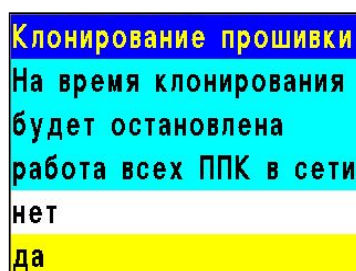 Клонирование прошивки
На время клонирования
будет остановлена
работа всех ППК в сети
нет
да